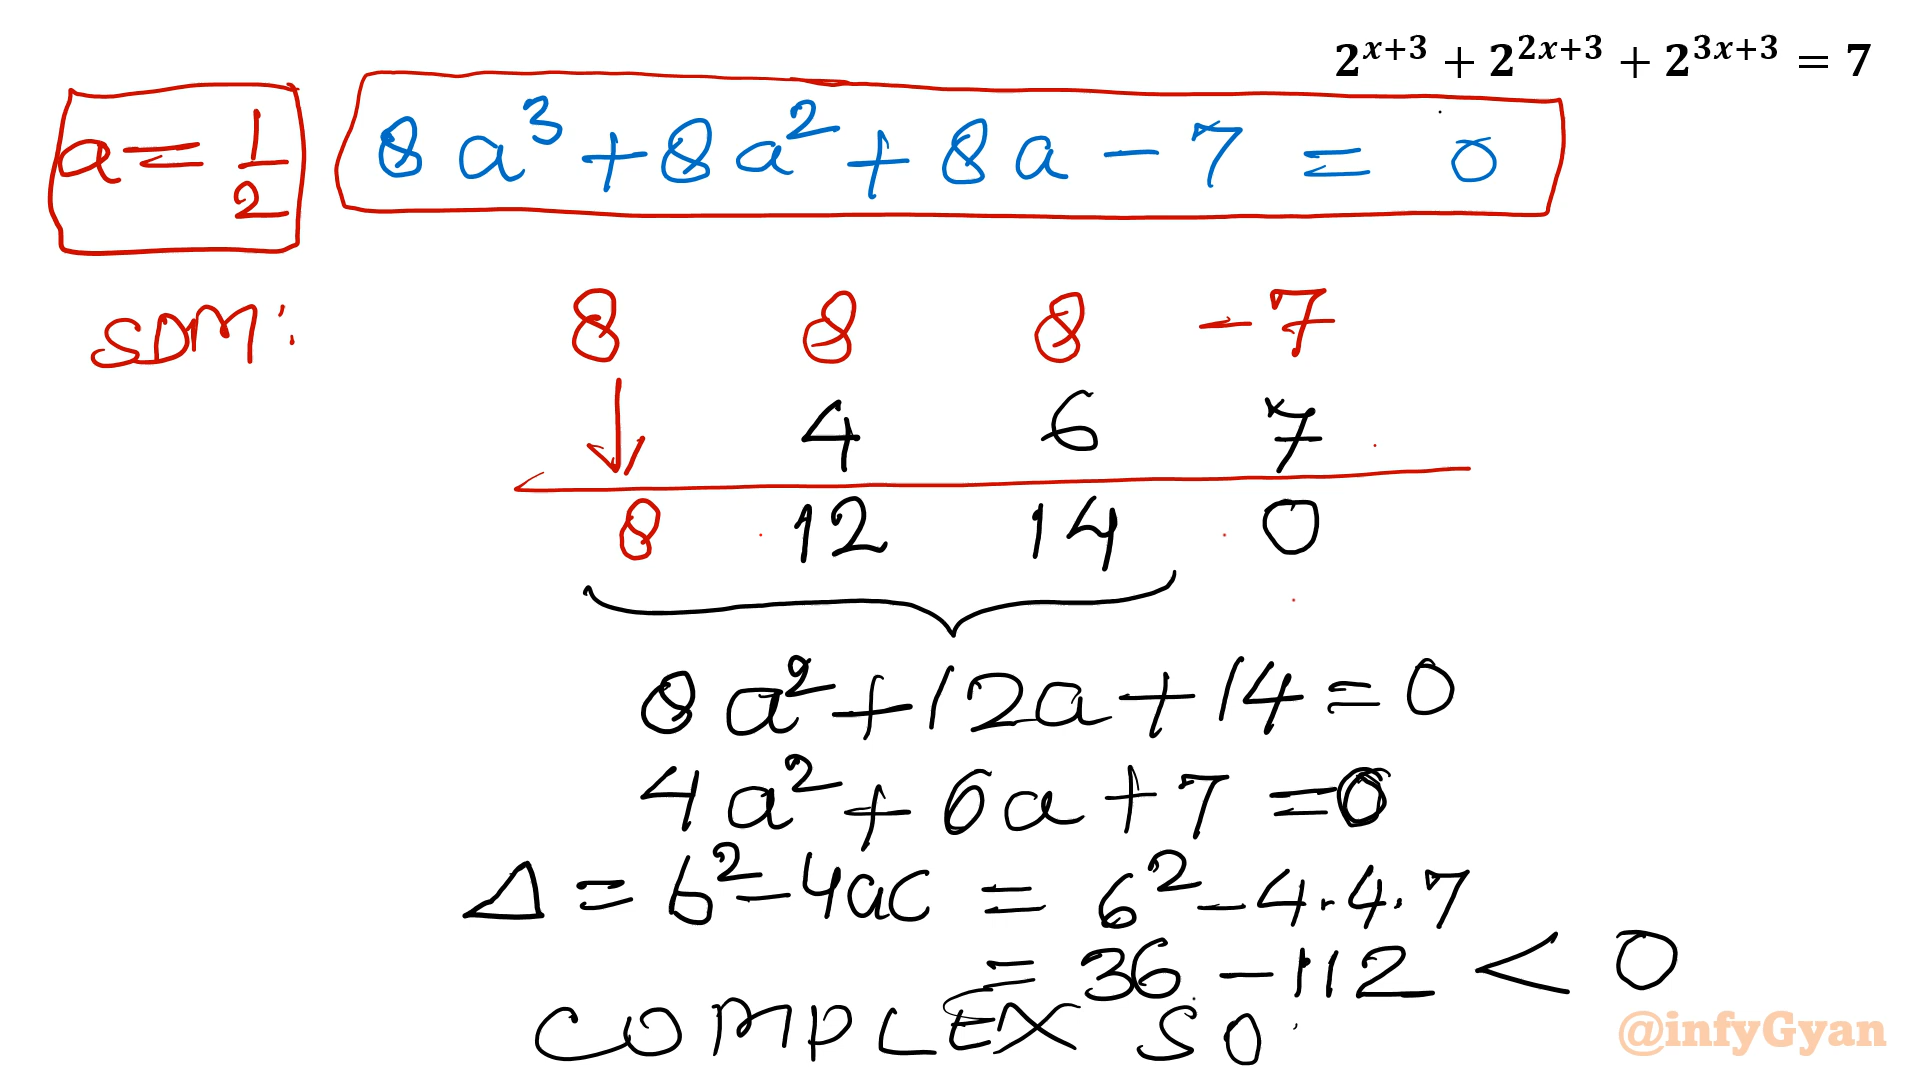 2^{x+3} + 2^{2x+3} + 2^{3x+3} = 7
a = 1/2
8a³ + 8a² + 8a - 7 = 0
SDM:
8 8 8 -7
4 6 7
8 12 14 0
8a² + 12a + 14 = 0
4a² + 6a + 7 = 0
Δ = b² - 4ac = 6² - 4·4·7
= 36 - 112 < 0
COMPLEX SO
@infyGyan